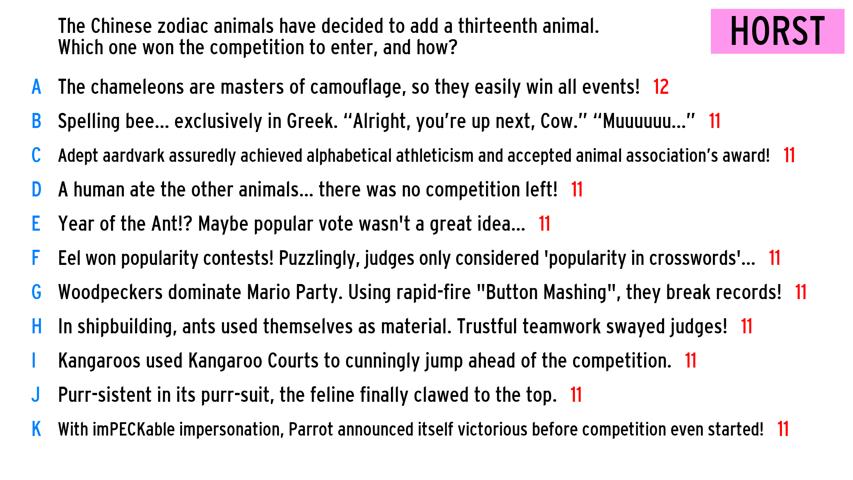 The Chinese zodiac animals have decided to add a thirteenth animal.
Which one won the competition to enter, and how?
HORST
A The chameleons are masters of camouflage, so they easily win all events! 12
B Spelling bee... exclusively in Greek. “Alright, you’re up next, Cow.” “Muuuuuu...” 11
C Adept aardvark assuredly achieved alphabetical athleticism and accepted animal association’s award! 11
D A human ate the other animals... there was no competition left! 11
E Year of the Ant!? Maybe popular vote wasn't a great idea... 11
F Eel won popularity contests! Puzzlingly, judges only considered 'popularity in crosswords'... 11
G Woodpeckers dominate Mario Party. Using rapid-fire "Button Mashing", they break records! 11
H In shipbuilding, ants used themselves as material. Trustful teamwork swayed judges! 11
I Kangaroos used Kangaroo Courts to cunningly jump ahead of the competition. 11
J Purr-sistent in its purr-suit, the feline finally clawed to the top. 11
K With imPECKable impersonation, Parrot announced itself victorious before competition even started! 11